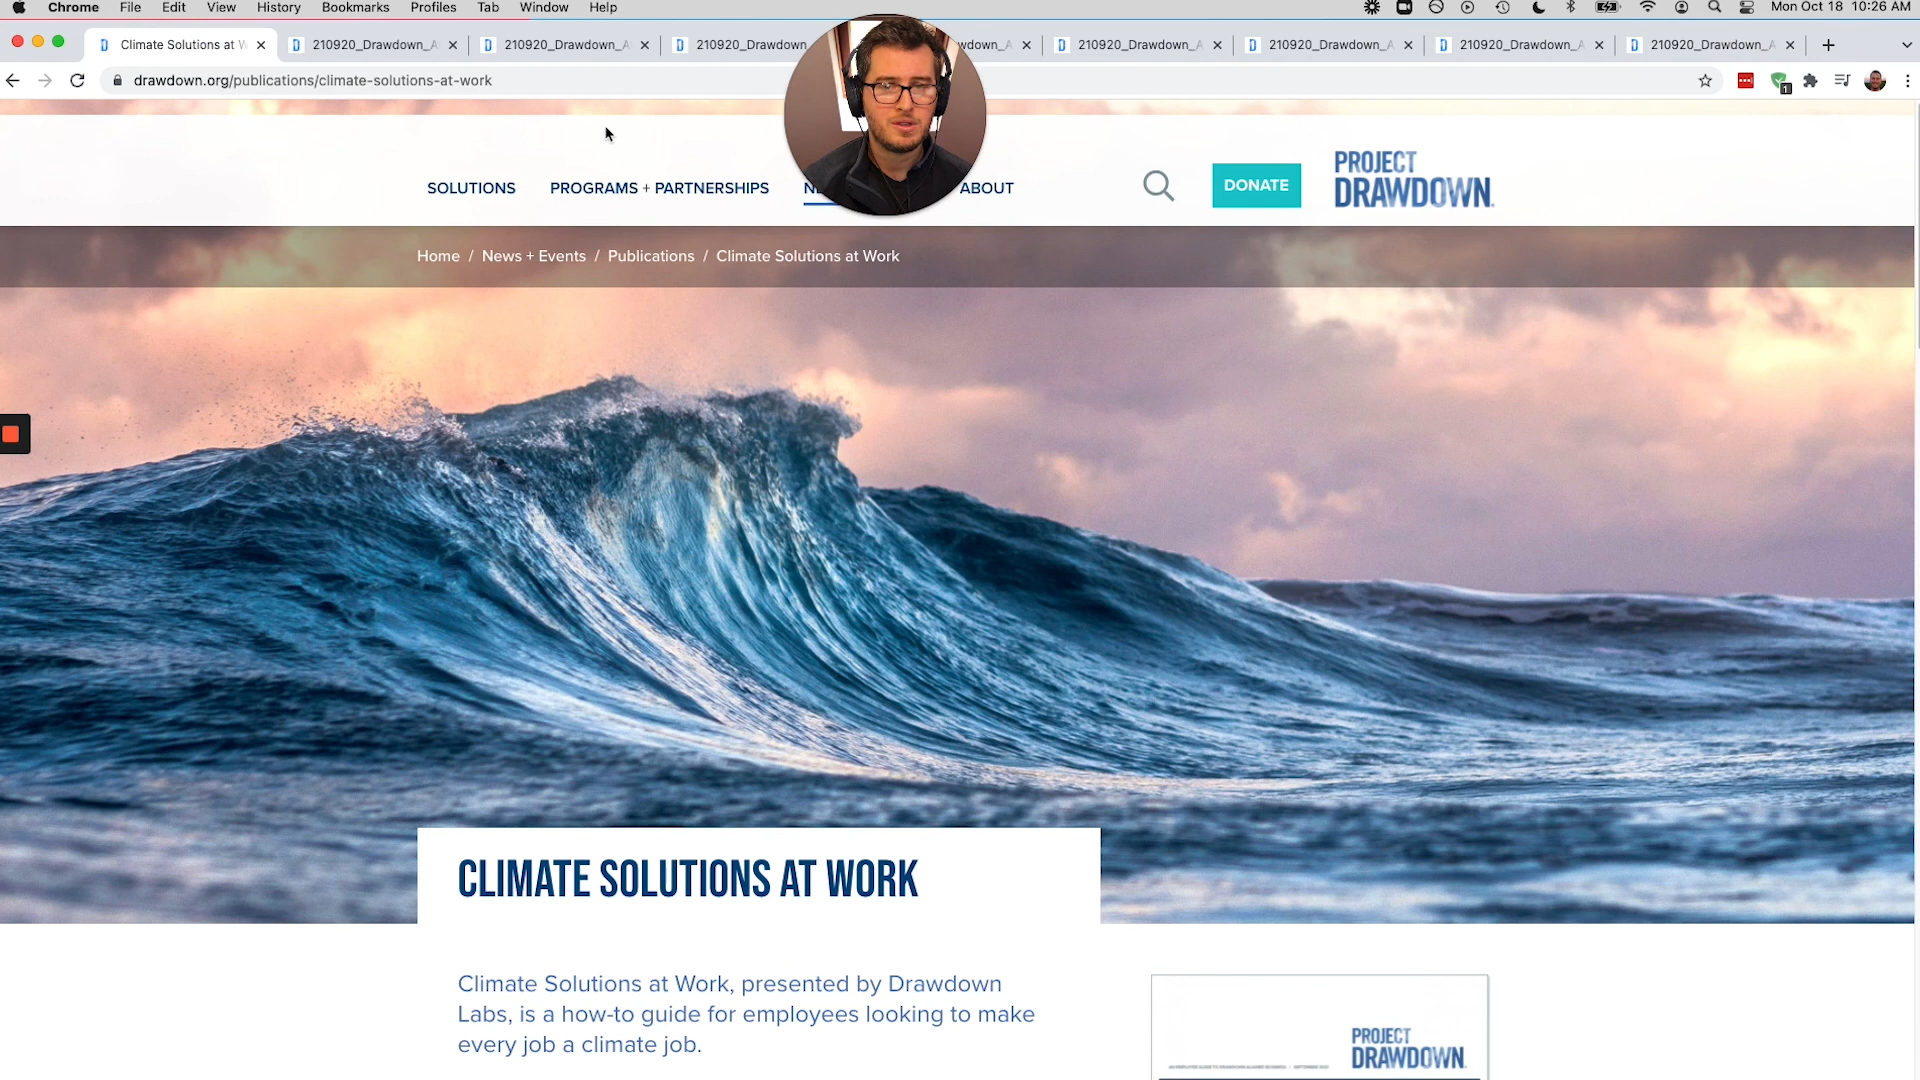 Chrome File Edit View History Bookmarks Profiles Tab Window Help Mon Oct 18 10:26 AM
Climate Solutions at W 210920_Drawdown_A 210920_Drawdown_A 210920_Drawdown 210920_Drawdown_A 210920_Drawdown_A 210920_Drawdown_A 210920_Drawdown_A
drawdown.org/publications/climate-solutions-at-work 1
SOLUTIONS PROGRAMS + PARTNERSHIPS ABOUT DONATE
PROJECT
DRAWDOWN.
Home / News + Events / Publications / Climate Solutions at Work
CLIMATE SOLUTIONS AT WORK
Climate Solutions at Work, presented by Drawdown
Labs, is a how-to guide for employees looking to make
every job a climate job.
PROJECT
DRAWDOWN.